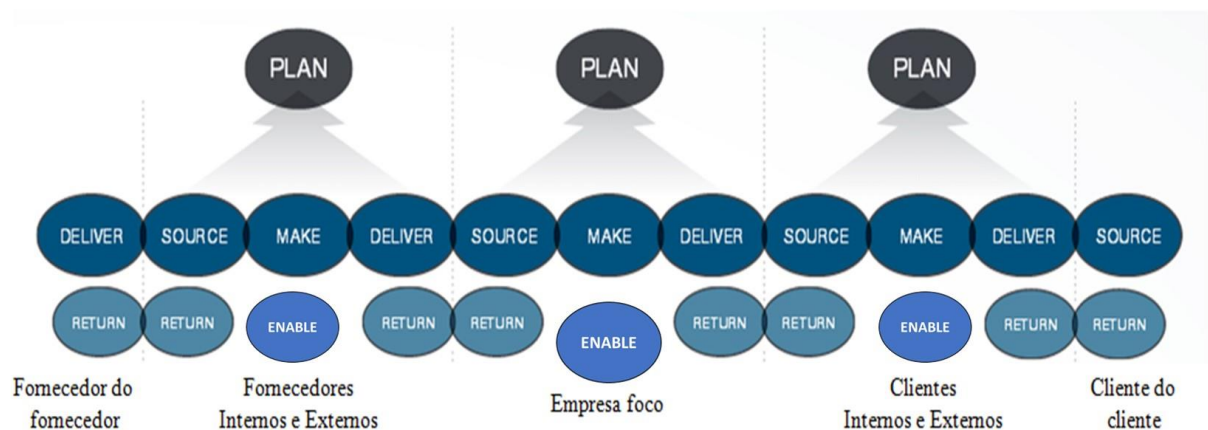 PLAN PLAN PLAN
DELIVER SOURCE MAKE DELIVER SOURCE MAKE DELIVER SOURCE MAKE DELIVER SOURCE
RETURN RETURN ENABLE RETURN RETURN ENABLE RETURN RETURN ENABLE RETURN RETURN
Fornecedor do
fornecedor
Fornecedores
Internos e Externos
Empresa foco
Clientes
Internos e Externos
Cliente do
cliente